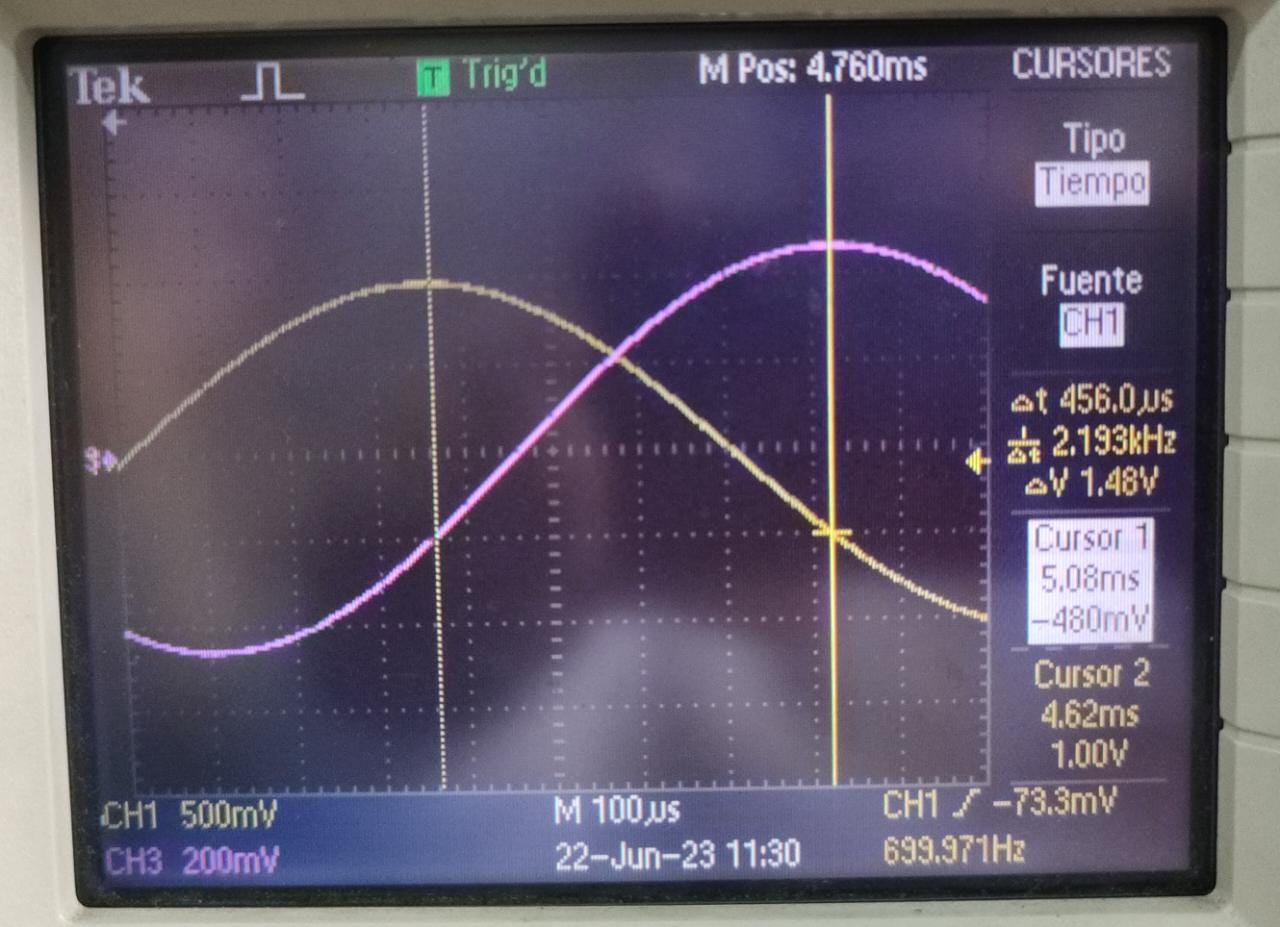 Tek
T Trig'd
M Pos: 4.760ms
CURSORES
Tipo
Tiempo
Fuente
CH1
Δt 456.0µs
1/Δt 2.193kHz
ΔV 1.48V
Cursor 1
5.08ms
-480mV
Cursor 2
4.62ms
1.00V
3
CH1 500mV
M 100µs
CH1 -73.3mV
CH3 200mV
22-Jun-23 11:30
699.971Hz